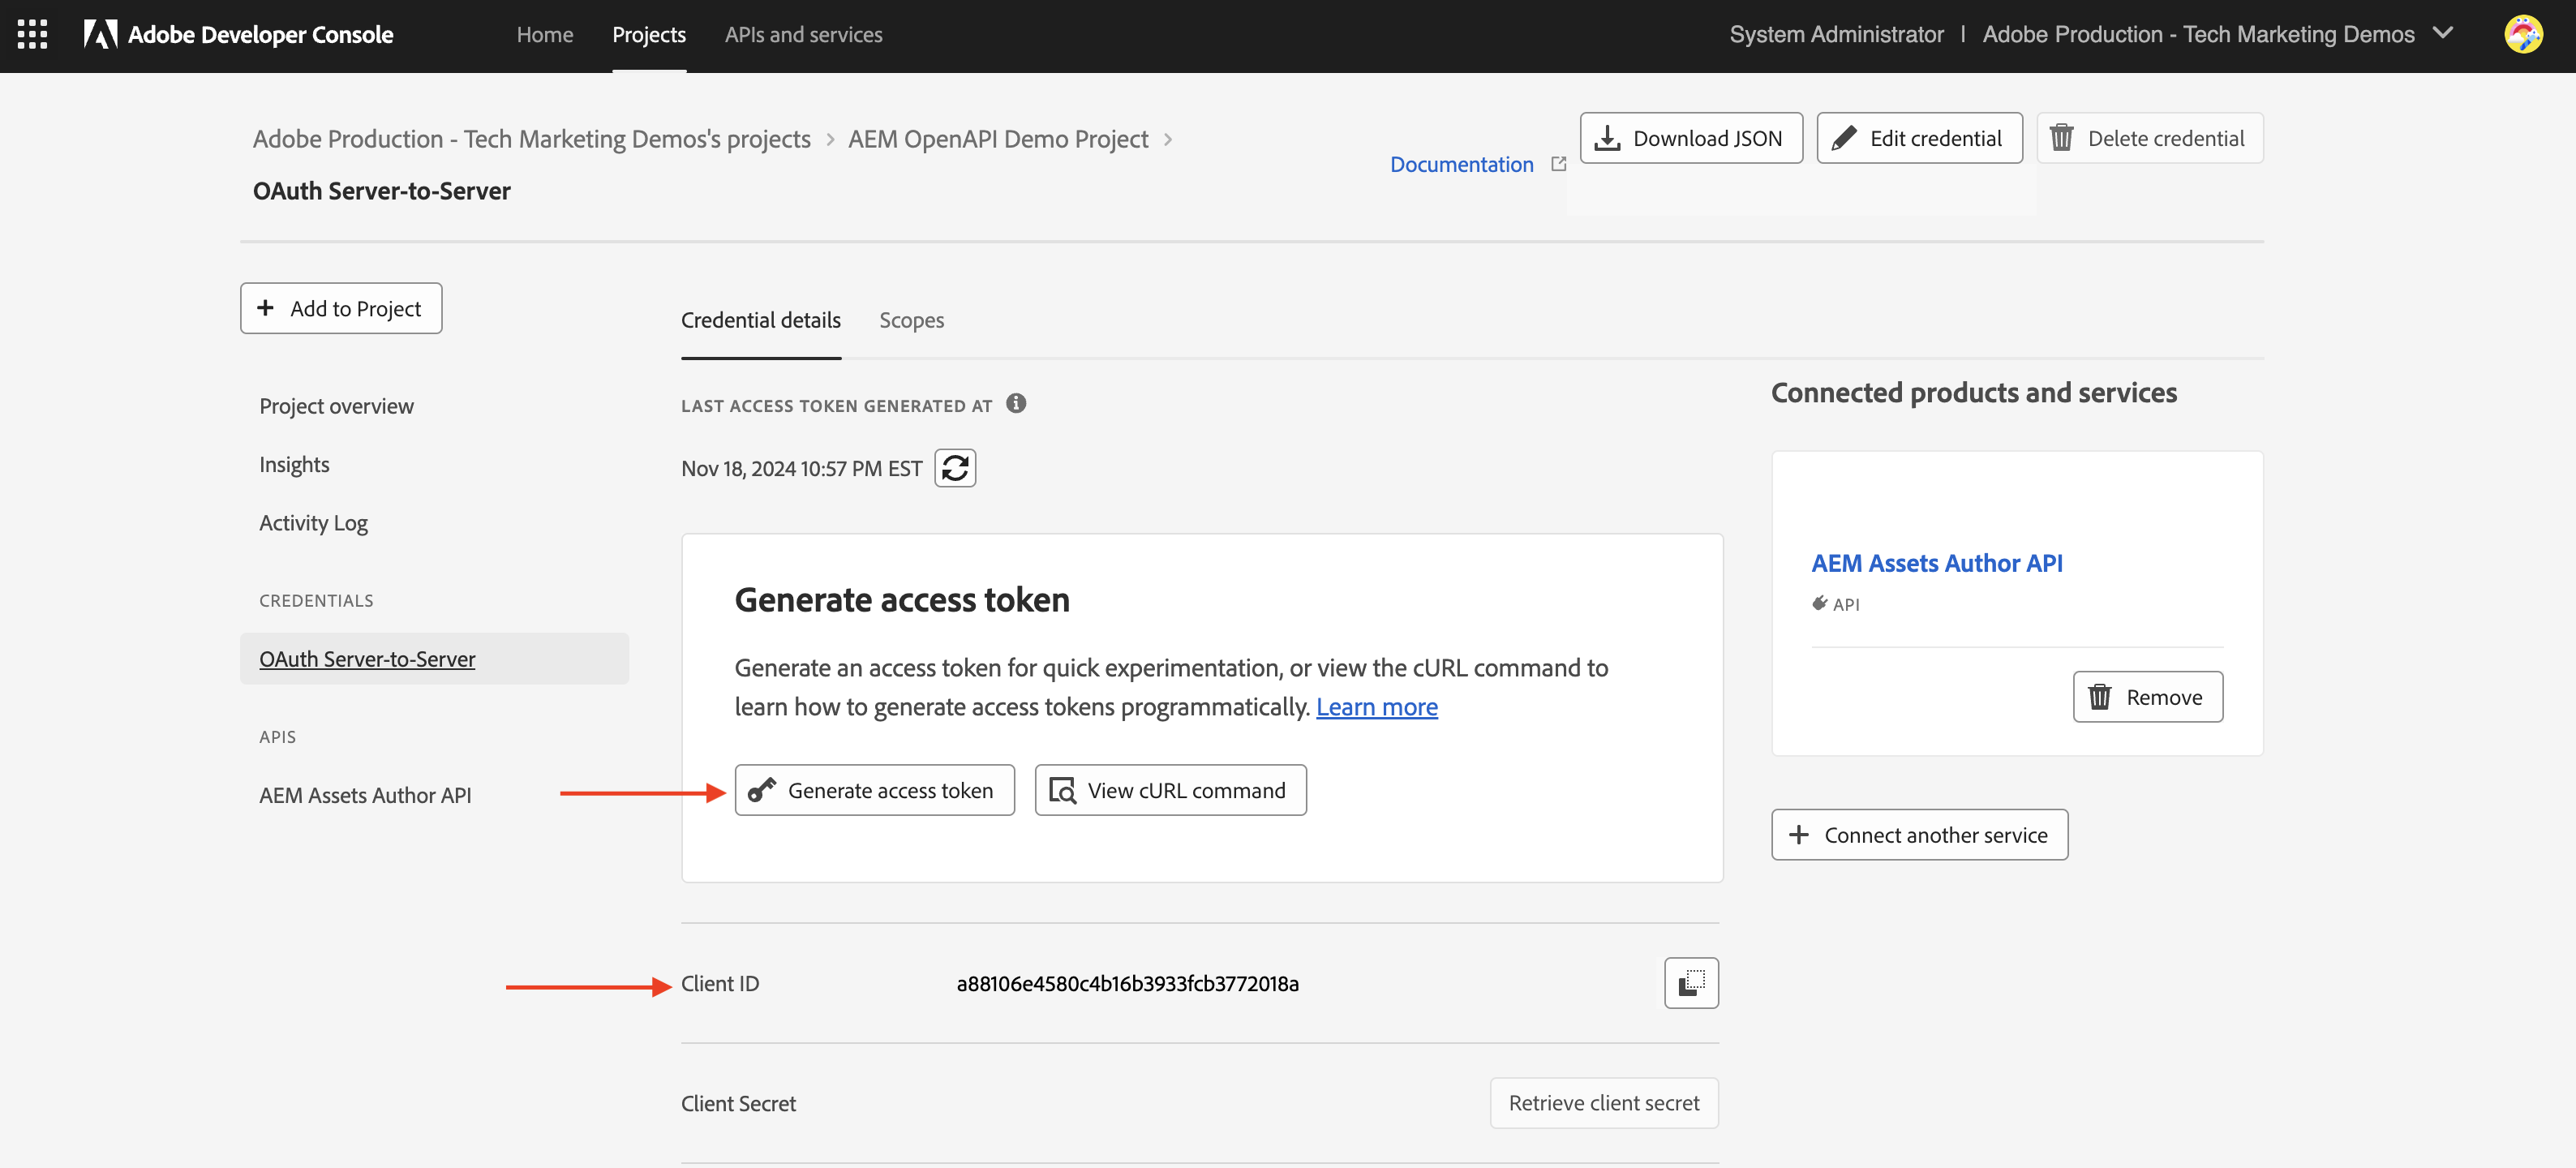 Adobe Developer Console
Home
Projects
APIs and services
System Administrator | Adobe Production - Tech Marketing Demos
Adobe Production - Tech Marketing Demos's projects > AEM OpenAPI Demo Project >
OAuth Server-to-Server
Documentation
Download JSON
Edit credential
Delete credential
+ Add to Project
Project overview
Insights
Activity Log
CREDENTIALS
OAuth Server-to-Server
APIS
AEM Assets Author API
Credential details
Scopes
LAST ACCESS TOKEN GENERATED AT
Nov 18, 2024 10:57 PM EST
Generate access token
Generate an access token for quick experimentation, or view the cURL command to
learn how to generate access tokens programmatically. Learn more
Generate access token
View cURL command
Client ID
a88106e4580c4b16b3933fcb3772018a
Client Secret
Retrieve client secret
Connected products and services
AEM Assets Author API
API
Remove
+ Connect another service